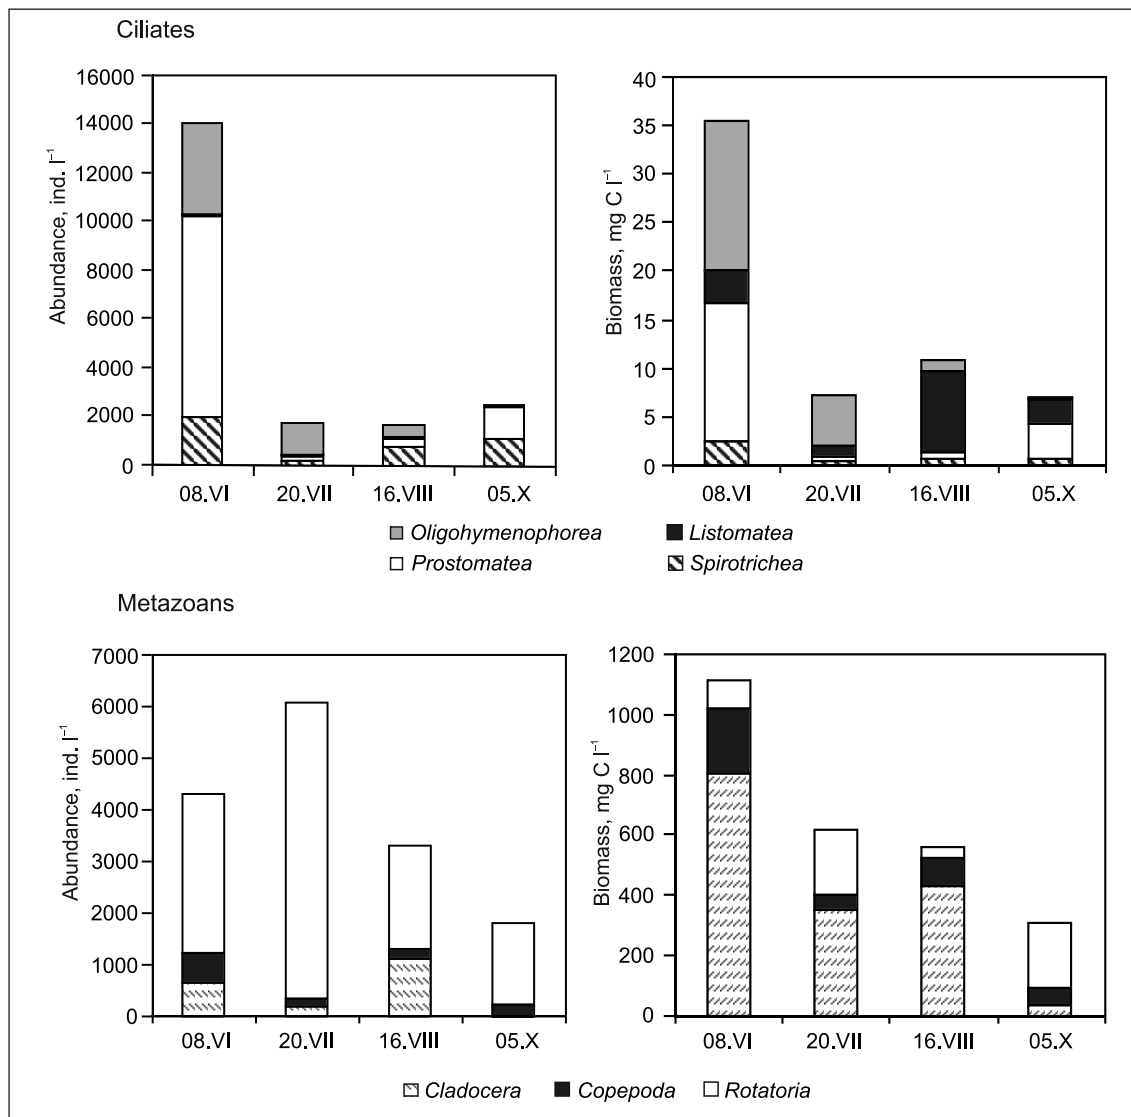 Ciliates
Abundance, ind. l⁻¹
16000
14000
12000
10000
8000
6000
4000
2000
0
08.VI 20.VII 16.VIII 05.X
Biomass, mg C l⁻¹
40
35
30
25
20
15
10
5
0
08.VI 20.VII 16.VIII 05.X
Oligohymenophorea Listomatea
Prostomatea Spirotrichea
Metazoans
Abundance, ind. l⁻¹
7000
6000
5000
4000
3000
2000
1000
0
08.VI 20.VII 16.VIII 05.X
Biomass, mg C l⁻¹
1200
1000
800
600
400
200
0
08.VI 20.VII 16.VIII 05.X
Cladocera Copepoda Rotatoria